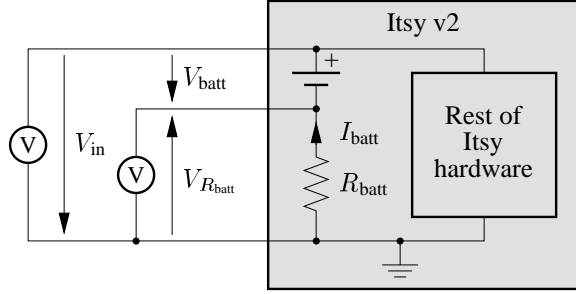 Itsy v2
+
V_batt
Rest of
Itsy
hardware
I_batt
V
V_in
V
V_R_batt
R_batt